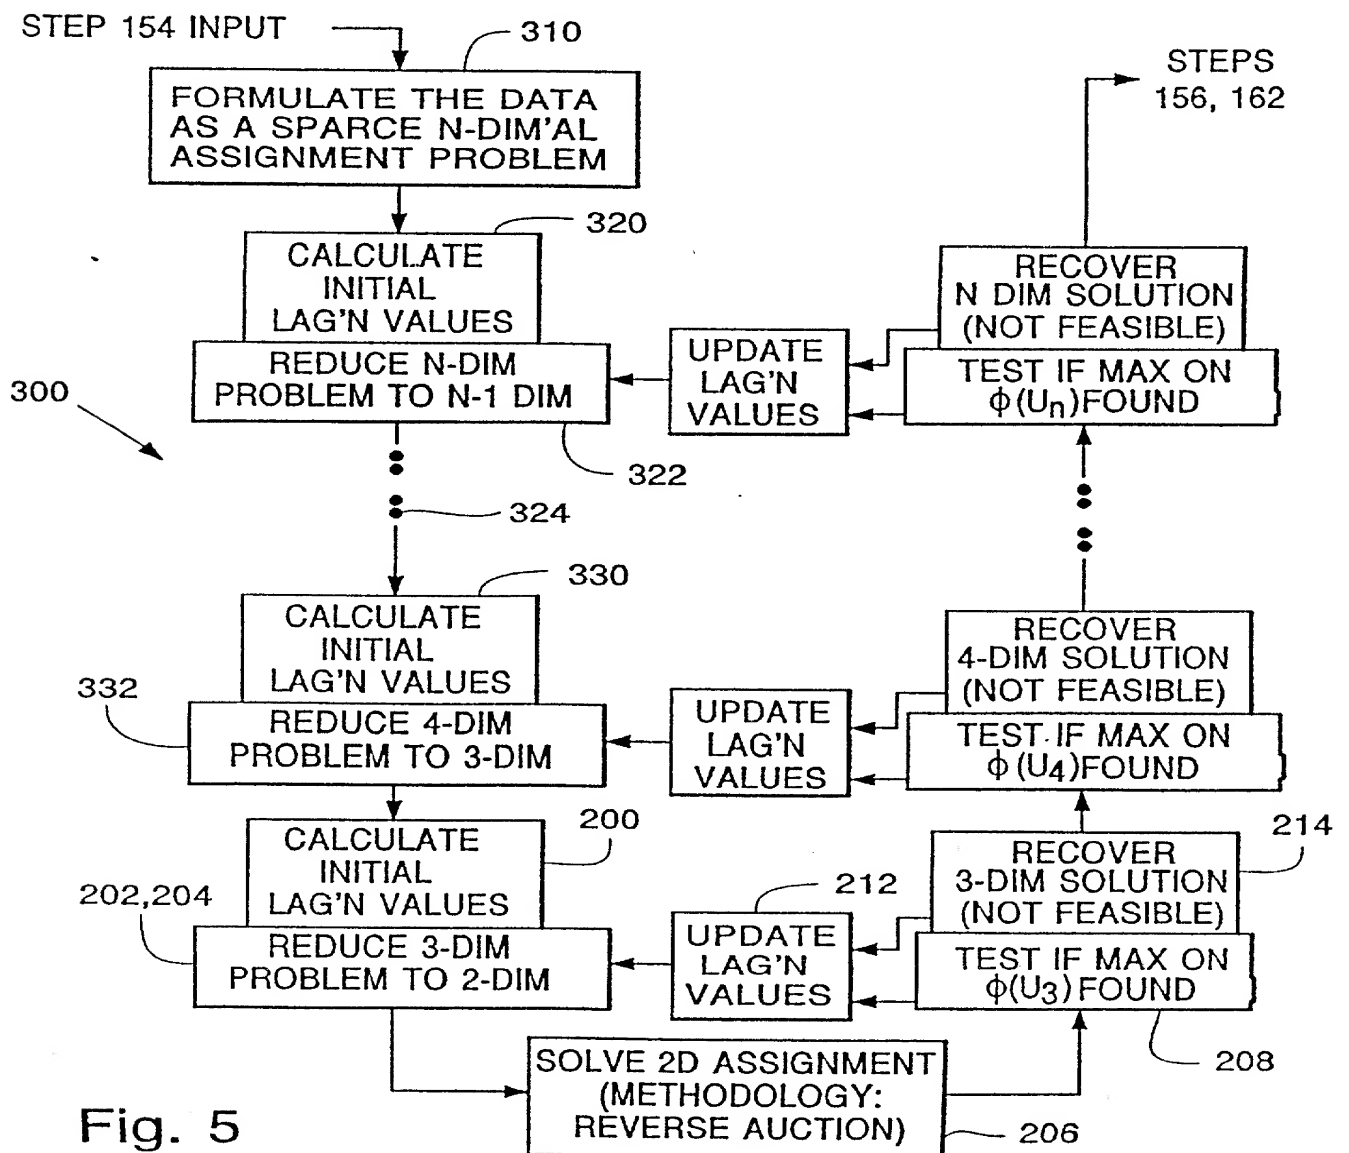 STEP 154 INPUT
310
FORMULATE THE DATA
AS A SPARCE N-DIM'AL
ASSIGNMENT PROBLEM
320
CALCULATE
INITIAL
LAG'N VALUES
REDUCE N-DIM
PROBLEM TO N-1 DIM
322
300
324
330
CALCULATE
INITIAL
LAG'N VALUES
332
REDUCE 4-DIM
PROBLEM TO 3-DIM
200
CALCULATE
INITIAL
LAG'N VALUES
202,204
REDUCE 3-DIM
PROBLEM TO 2-DIM
SOLVE 2D ASSIGNMENT
(METHODOLOGY:
REVERSE AUCTION)
206
212
UPDATE
LAG'N
VALUES
208
TEST IF MAX ON
ϕ(U3)FOUND
214
RECOVER
3-DIM SOLUTION
(NOT FEASIBLE)
UPDATE
LAG'N
VALUES
TEST IF MAX ON
ϕ(U4)FOUND
RECOVER
4-DIM SOLUTION
(NOT FEASIBLE)
UPDATE
LAG'N
VALUES
TEST IF MAX ON
ϕ(Un)FOUND
RECOVER
N DIM SOLUTION
(NOT FEASIBLE)
STEPS
156, 162
Fig. 5